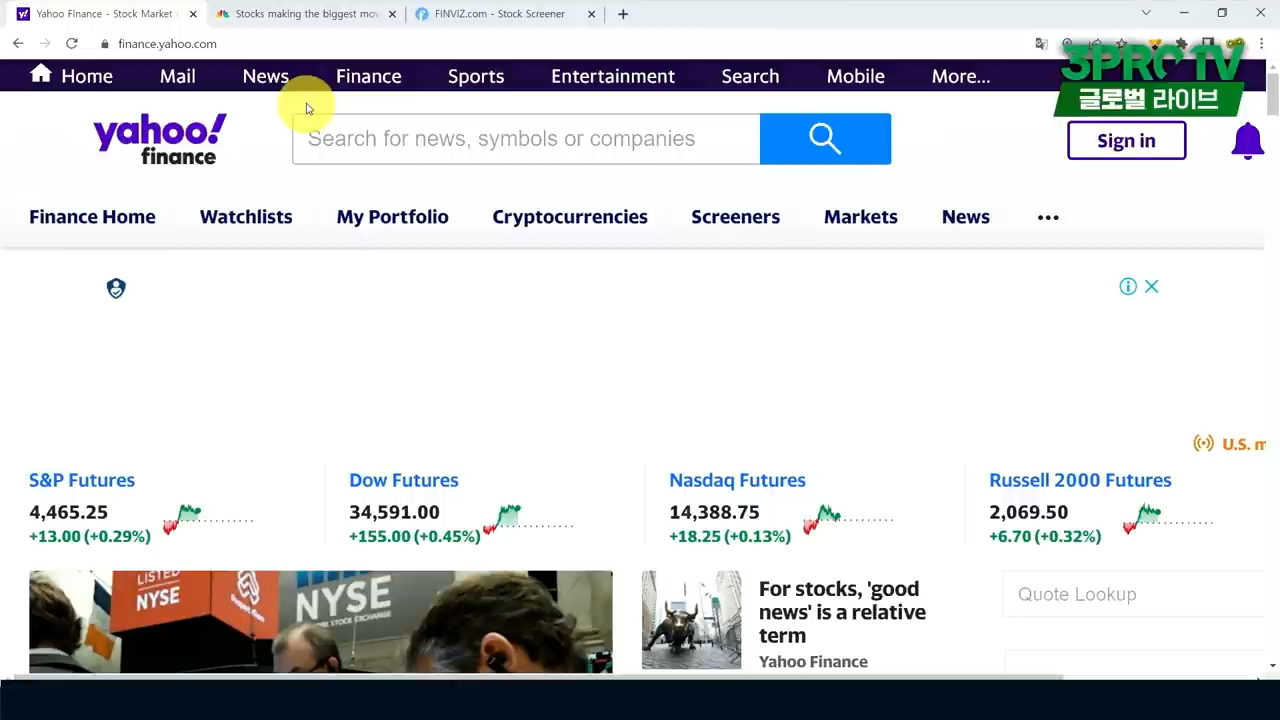 Yahoo Finance - Stock Market
Stocks making the biggest mov
FINVIZ.com - Stock Screener
finance.yahoo.com
Home Mail News Finance Sports Entertainment Search Mobile More...
3PRO TV
글로벌 라이브
yahoo!
finance
Search for news, symbols or companies
Sign in
Finance Home Watchlists My Portfolio Cryptocurrencies Screeners Markets News
U.S. m
S&P Futures
4,465.25
+13.00 (+0.29%)
Dow Futures
34,591.00
+155.00 (+0.45%)
Nasdaq Futures
14,388.75
+18.25 (+0.13%)
Russell 2000 Futures
2,069.50
+6.70 (+0.32%)
LISTED
NYSE
NYSE
STOCK EXCHANGE
For stocks, 'good
news' is a relative
term
Yahoo Finance
Quote Lookup